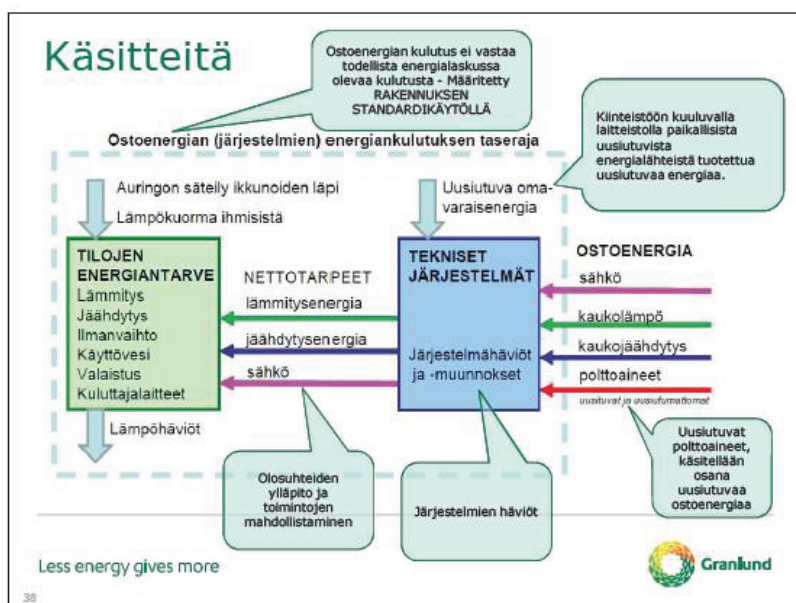 Käsitteitä
Ostoenergian kulutus ei vastaa
todellista energialaskussa
olevaa kulutusta - Määritetty
RAKENNUKSEN
STANDARDIKÄYTÖLLÄ
Kiinteistöön kuuluvalla
laitteistolla paikallisista
uusiutuvista
energialähteistä tuotettua
uusiutuvaa energiaa.
Ostoenergian (järjestelmien) energiankulutuksen taseraja
Auringon säteily ikkunoiden läpi
Lämpökuorma ihmisistä
Uusiutuva oma-
varaisenergia
TILOJEN
ENERGIANTARVE
Lämmitys
Jäähdytys
Ilmanvaihto
Käyttövesi
Valaistus
Kuluttajalaitteet
NETTOTARPEET
lämmitysenergia
jäähdytysenergia
sähkö
TEKNISET
JÄRJESTELMÄT
Järjestelmähäviöt
ja -muunnokset
OSTOENERGIA
sähkö
kaukolämpö
kaukojäähdytys
polttoaineet
uusiutuvat ja uusiutumattomat
Lämpöhäviöt
Olosuhteiden
ylläpito ja
toimintojen
mahdollistaminen
Järjestelmien häviöt
Uusiutuvat
polttoaineet,
käsitellään
osana
uusiutuvaa
ostoenergiaa
Less energy gives more
Granlund
38